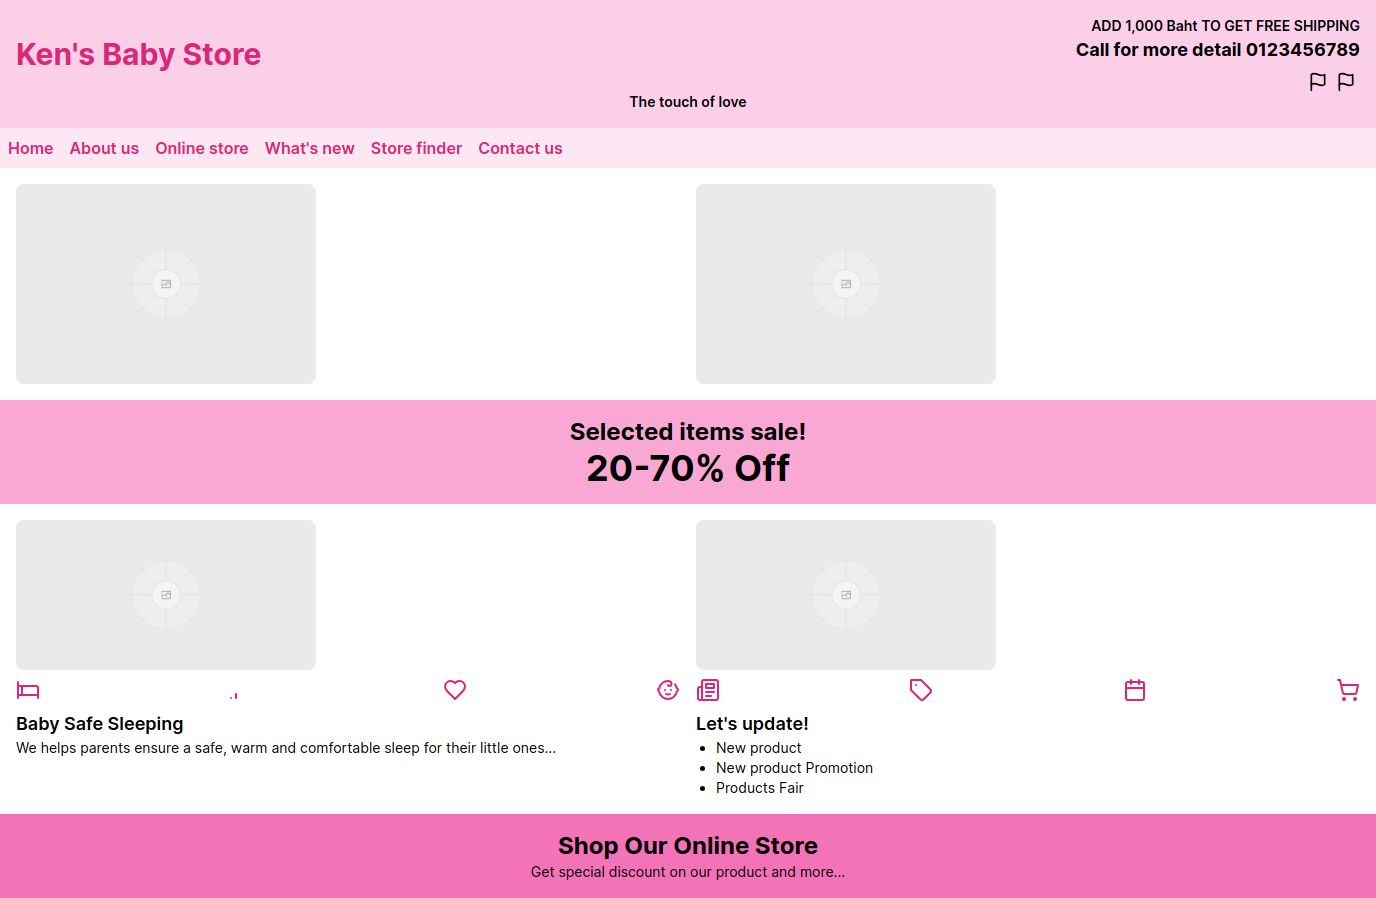 Ken's Baby Store
ADD 1,000 Baht TO GET FREE SHIPPING
Call for more detail 0123456789
The touch of love
Home About us Online store What's new Store finder Contact us
Selected items sale!
20-70% Off
Baby Safe Sleeping
We helps parents ensure a safe, warm and comfortable sleep for their little ones...
Let's update!
New product
New product Promotion
Products Fair
Shop Our Online Store
Get special discount on our product and more...